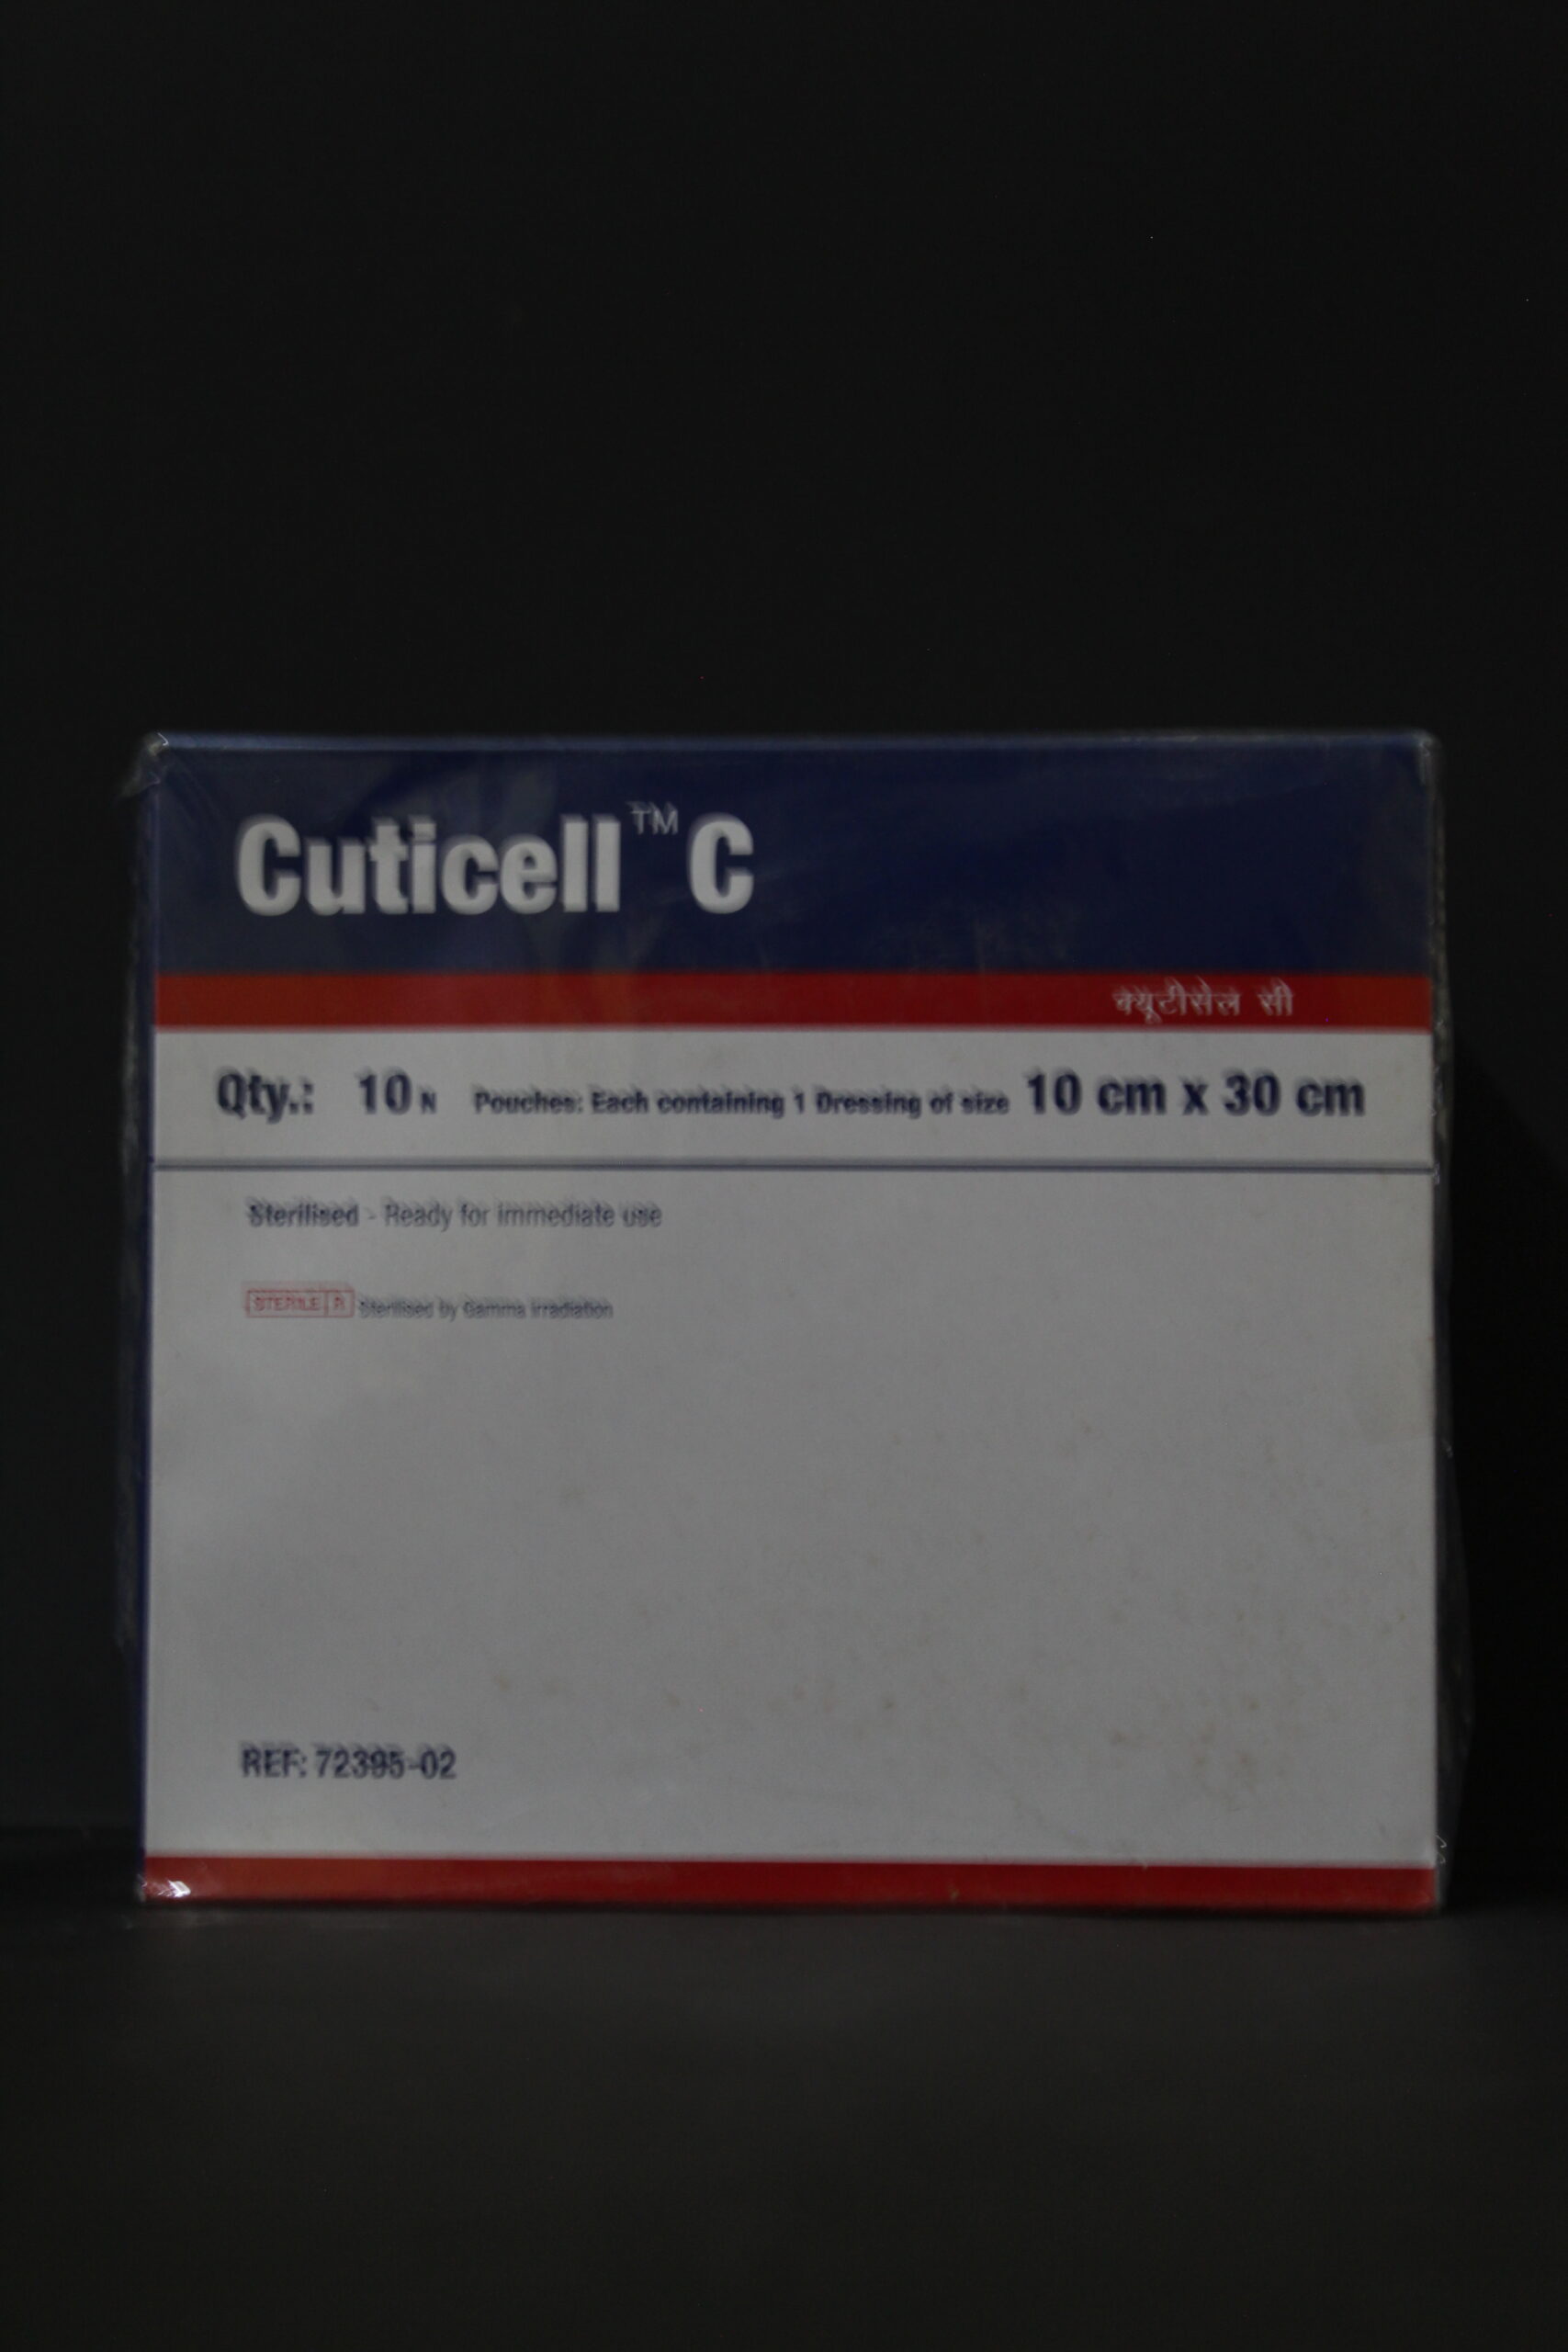 Cuticell™ C
क्यूटीसेल सी
Qty.: 10 N Pouches: Each containing 1 Dressing of size 10 cm x 30 cm
Sterilised - Ready for immediate use
STERILE R Sterilised by Gamma irradiation
REF: 72395-02